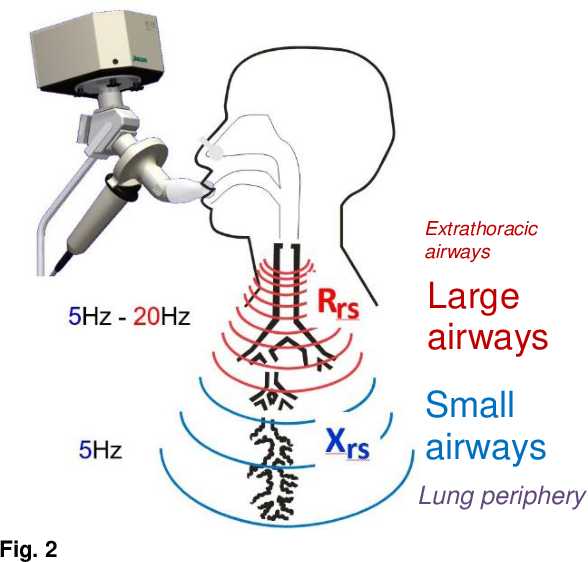 Extrathoracic
airways
Rrs
Large
airways
5Hz - 20Hz
Small
airways
Xrs
5Hz
Lung periphery
Fig. 2